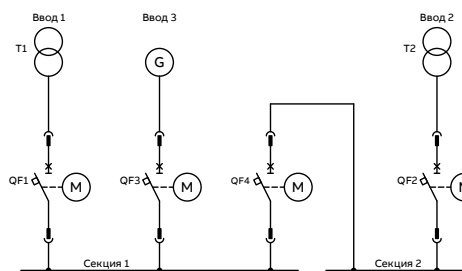 Ввод 1
Ввод 3
Ввод 2
T1
G
T2
QF1
M
QF3
M
QF4
M
QF2
M
Секция 1
Секция 2